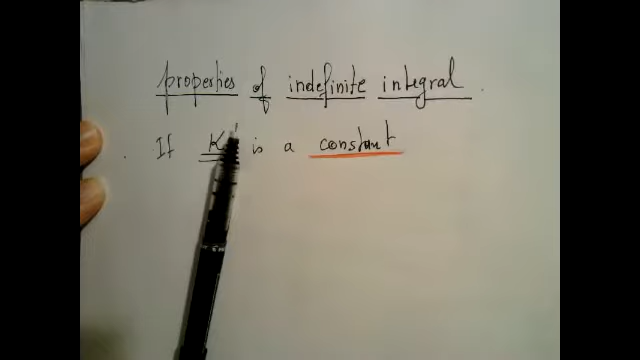 properties of indefinite integral.
If K is a constant